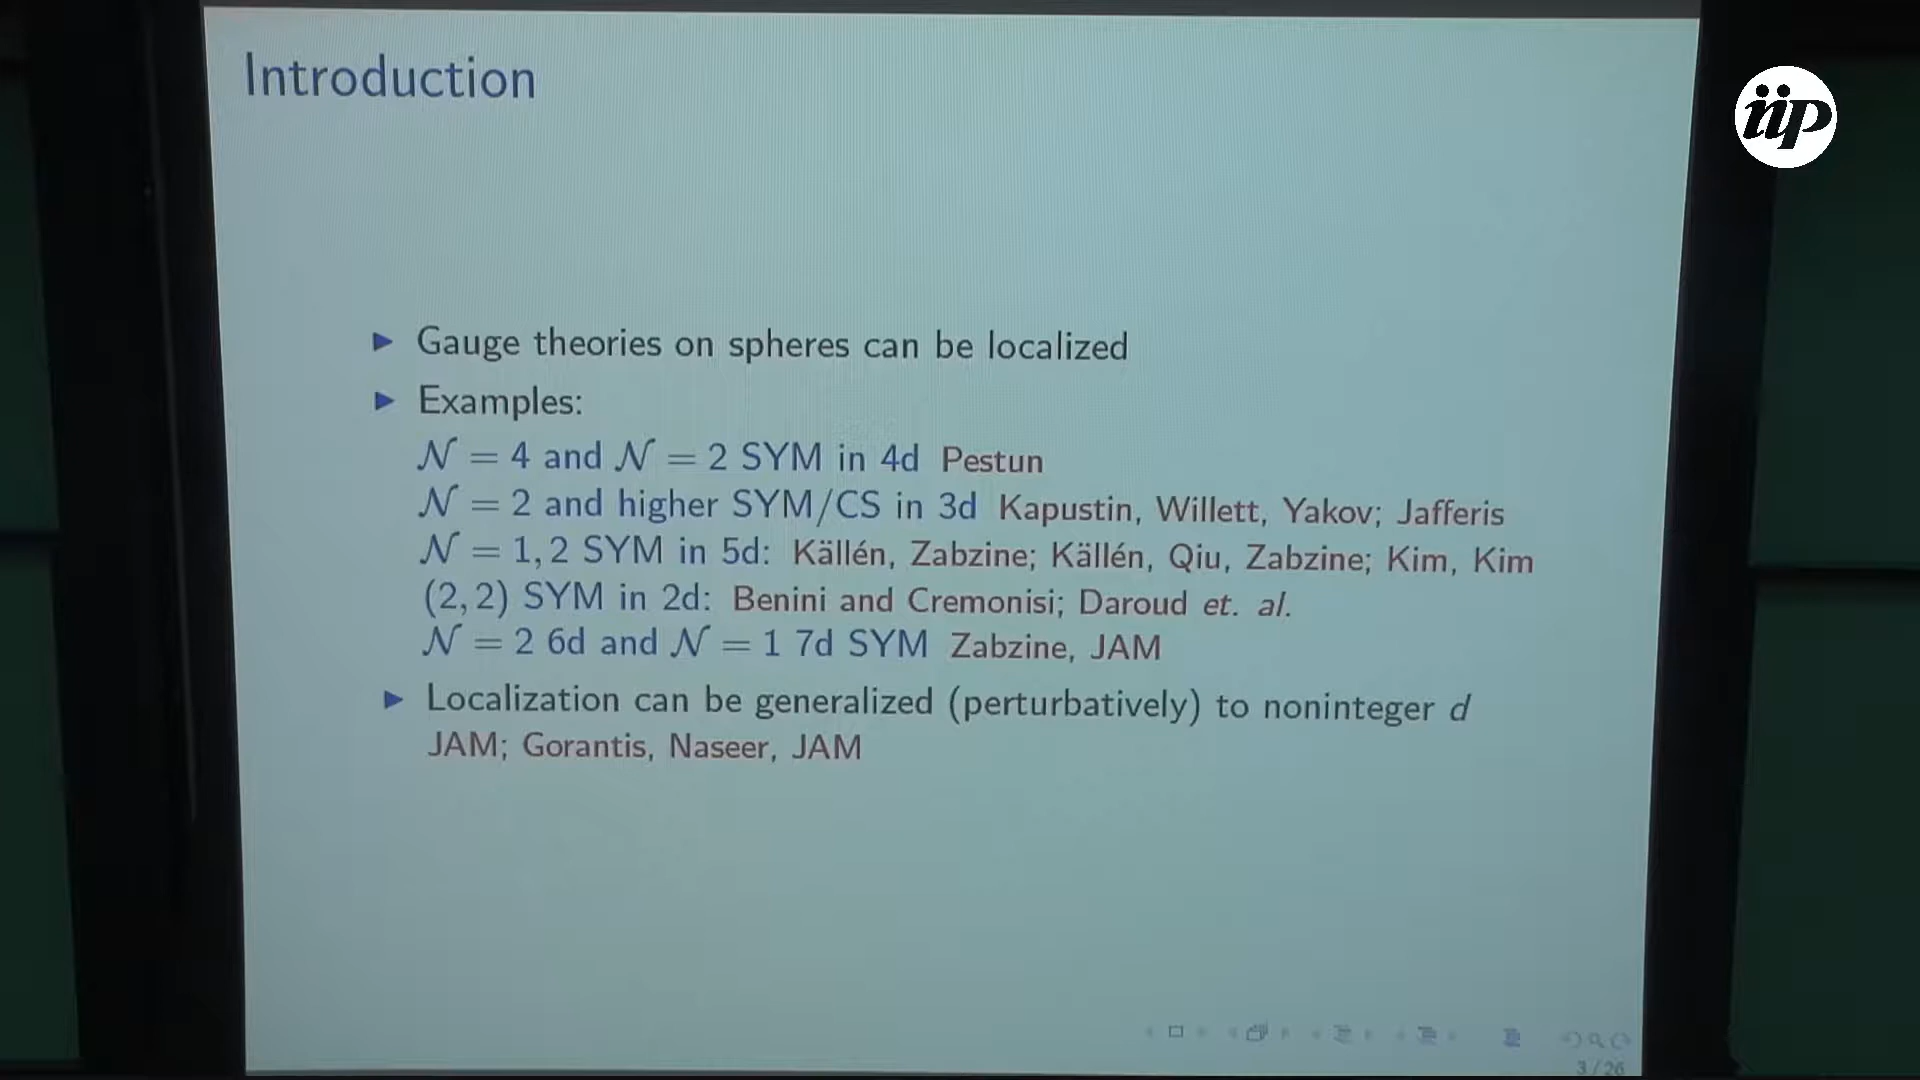 Introduction
iip
▶ Gauge theories on spheres can be localized
▶ Examples:
𝒩 = 4 and 𝒩 = 2 SYM in 4d Pestun
𝒩 = 2 and higher SYM/CS in 3d Kapustin, Willett, Yakov; Jafferis
𝒩 = 1, 2 SYM in 5d: Källén, Zabzine; Källén, Qiu, Zabzine; Kim, Kim
(2, 2) SYM in 2d: Benini and Cremonisi; Daroud et. al.
𝒩 = 2 6d and 𝒩 = 1 7d SYM Zabzine, JAM
▶ Localization can be generalized (perturbatively) to noninteger d
JAM; Gorantis, Naseer, JAM
3 / 26